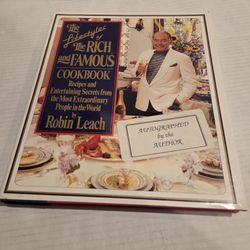 The
Lifestyles of
The RICH
and FAMOUS
COOKBOOK
Recipes and
Entertaining Secrets from
the Most Extraordinary
People in the World
by
Robin Leach
AUTOGRAPHED
by the
AUTHOR